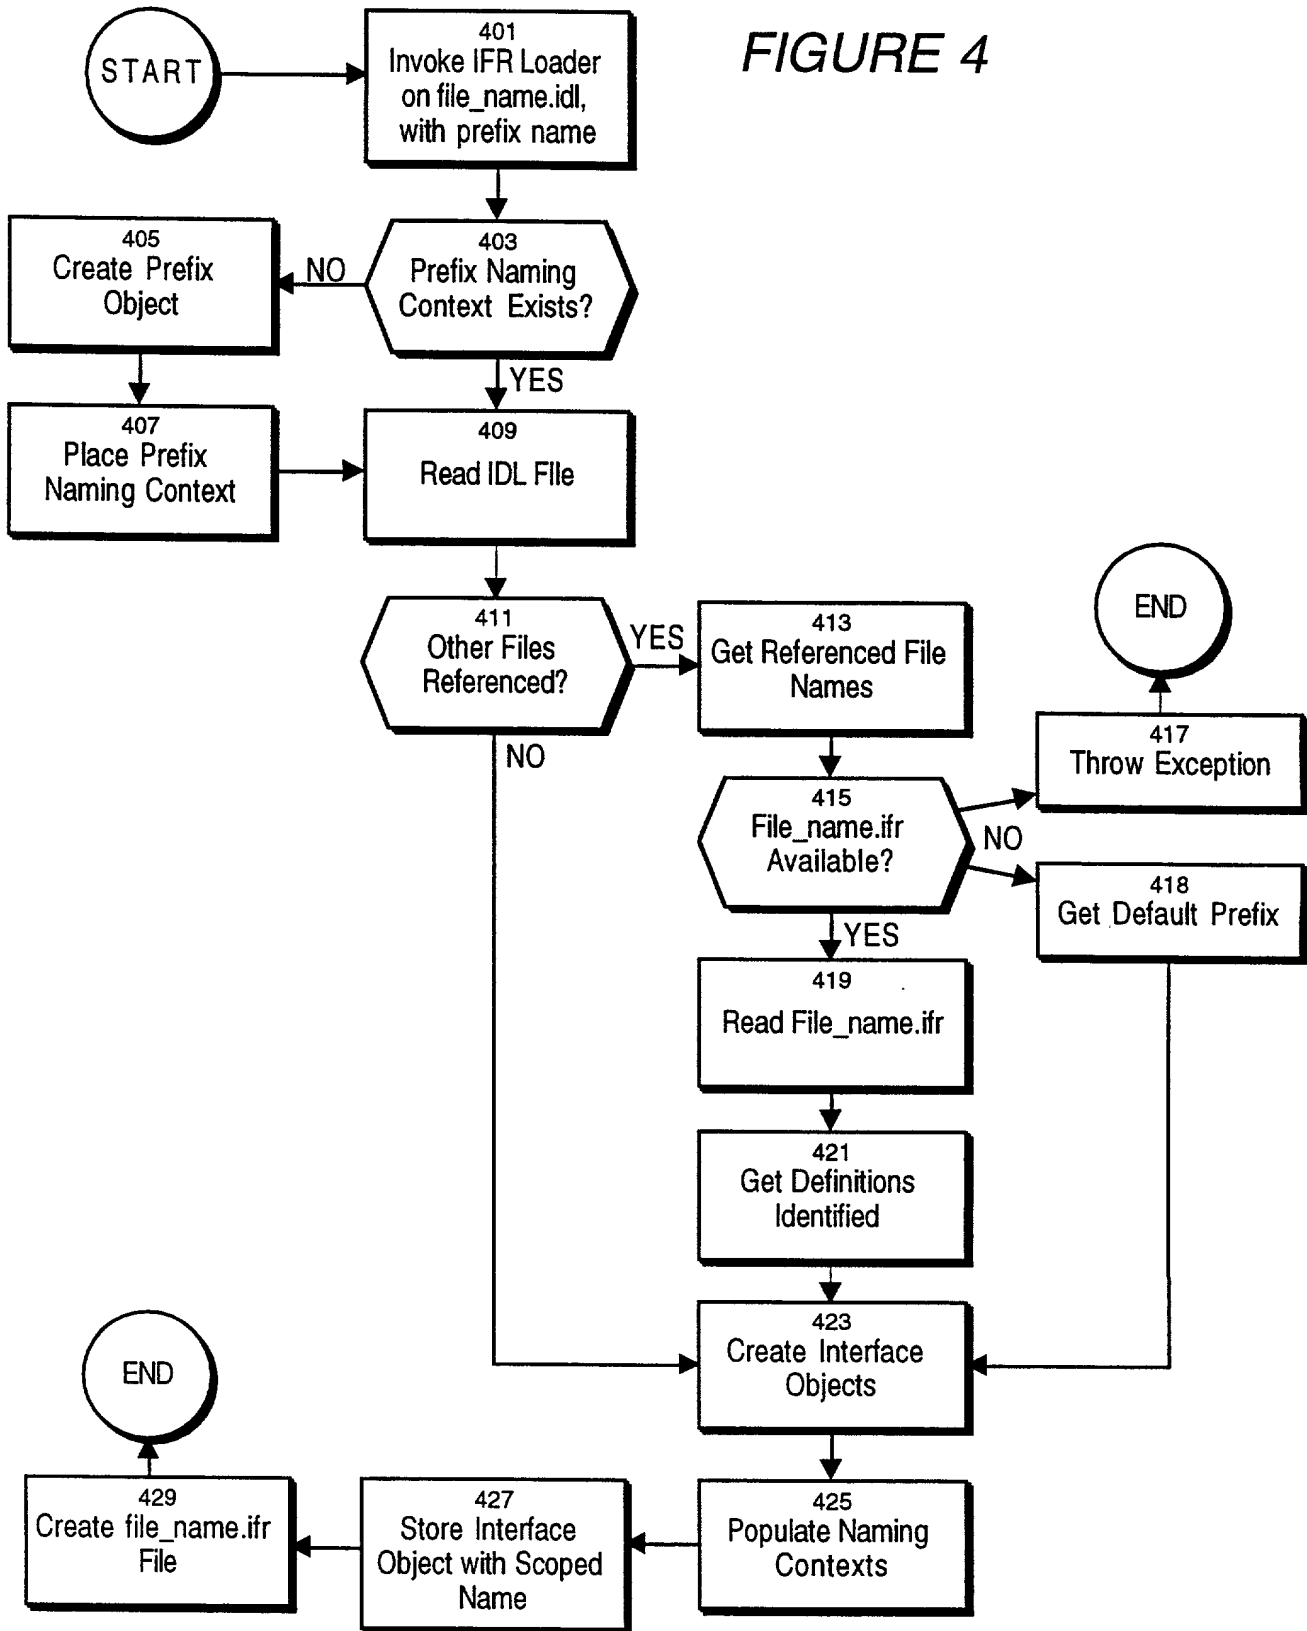 FIGURE 4
START
401
Invoke IFR Loader
on file_name.idl,
with prefix name
403
Prefix Naming
Context Exists?
NO
405
Create Prefix
Object
407
Place Prefix
Naming Context
YES
409
Read IDL FIle
411
Other Files
Referenced?
YES
413
Get Referenced File
Names
NO
415
File_name.ifr
Available?
NO
417
Throw Exception
END
418
Get Default Prefix
YES
419
Read File_name.ifr
421
Get Definitions
Identified
423
Create Interface
Objects
425
Populate Naming
Contexts
427
Store Interface
Object with Scoped
Name
429
Create file_name.ifr
File
END